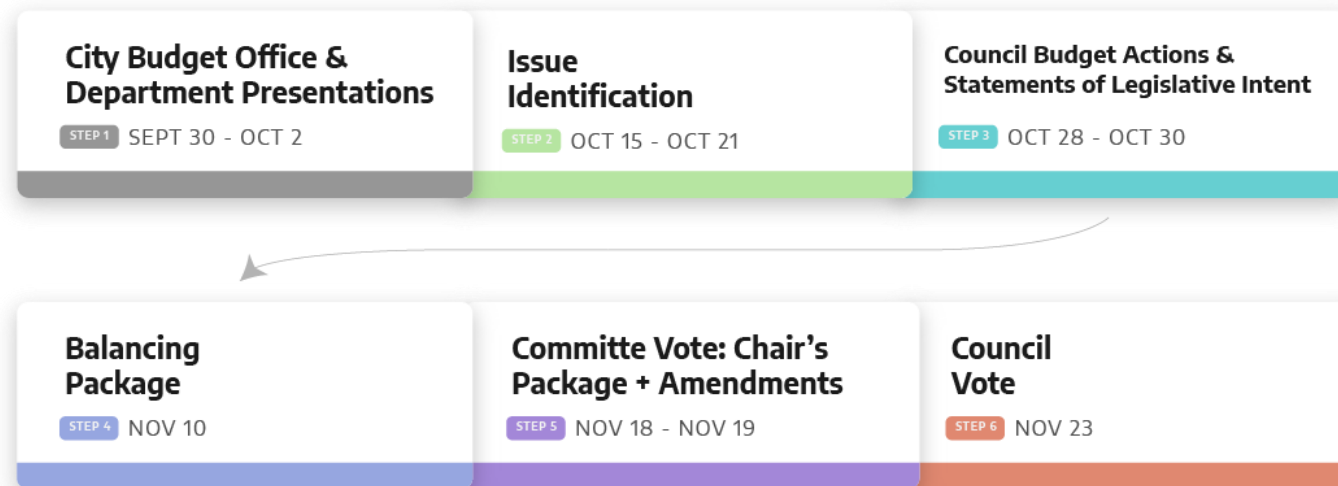 City Budget Office &
Department Presentations
STEP 1 SEPT 30 - OCT 2
Issue
Identification
STEP 2 OCT 15 - OCT 21
Council Budget Actions &
Statements of Legislative Intent
STEP 3 OCT 28 - OCT 30
Balancing
Package
STEP 4 NOV 10
Committe Vote: Chair’s
Package + Amendments
STEP 5 NOV 18 - NOV 19
Council
Vote
STEP 6 NOV 23